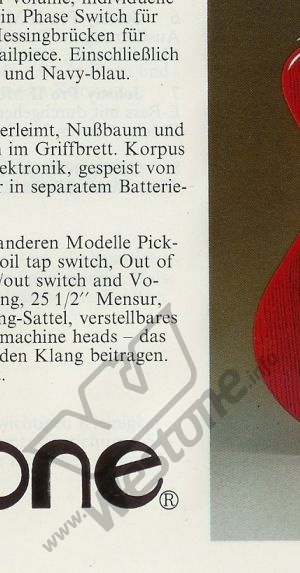 r Volume, individuelle
in Phase Switch für
Messingbrücken für
ailpiece. Einschließlich
und Navy-blau.
erleimt, Nußbaum und
im Griffbrett. Korpus
ektronik, gespeist von
r in separatem Batterie-
anderen Modelle Pick-
oil tap switch, Out of
/out switch and Vo-
ng, 25 1/2″ Mensur,
ng-Sattel, verstellbares
machine heads – das
den Klang beitragen.
one®
www.westone.info